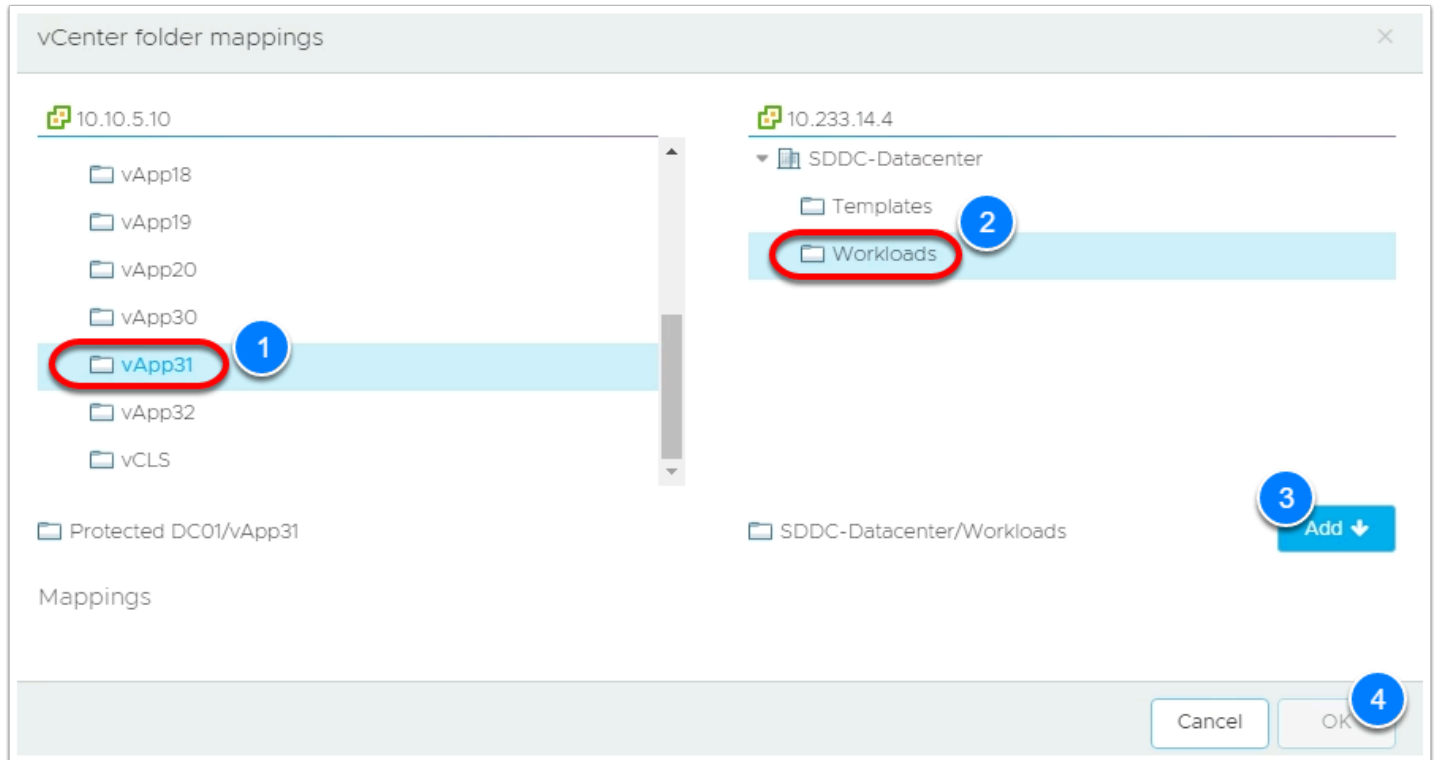 vCenter folder mappings
10.10.5.10
vApp18
vApp19
vApp20
vApp30
vApp31
1
vApp32
vCLS
10.233.14.4
SDDC-Datacenter
Templates
2
Workloads
Protected DC01/vApp31
SDDC-Datacenter/Workloads
3
Add
Mappings
Cancel
OK
4